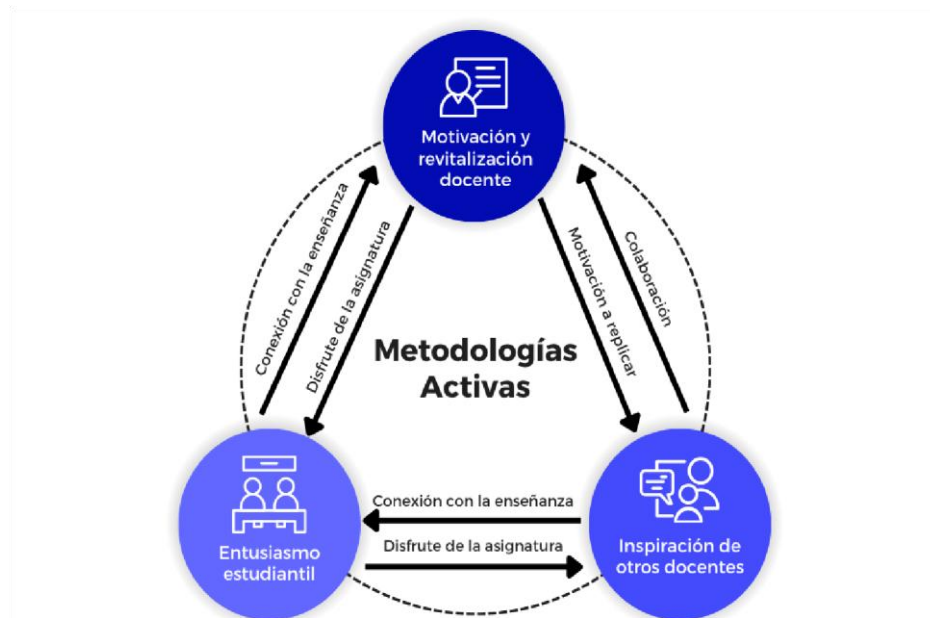 Motivación y
revitalización
docente
Conexión con la enseñanza
Disfrute de la asignatura
Motivación a replicar
Colaboración
Metodologías
Activas
Conexión con la enseñanza
Disfrute de la asignatura
Entusiasmo
estudiantil
Inspiración de
otros docentes